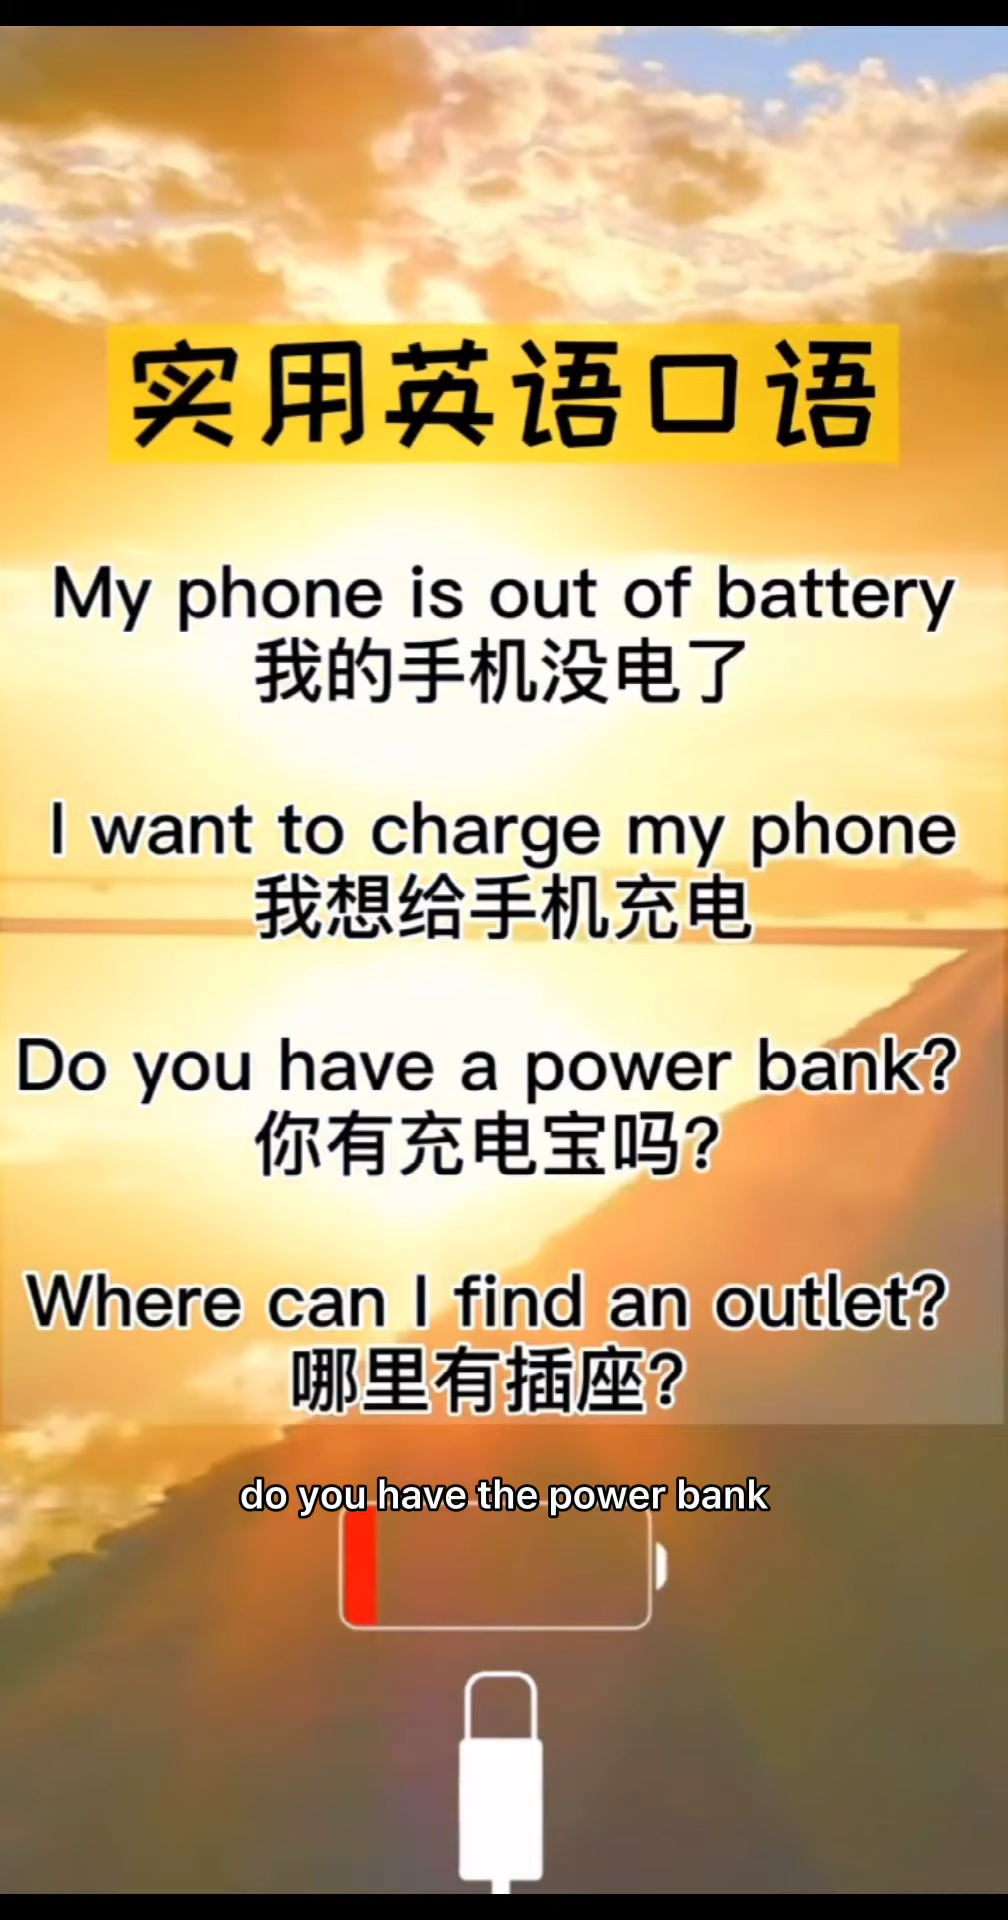 实用英语口语
My phone is out of battery
我的手机没电了
I want to charge my phone
我想给手机充电
Do you have a power bank?
你有充电宝吗?
Where can I find an outlet?
哪里有插座?
do you have the power bank